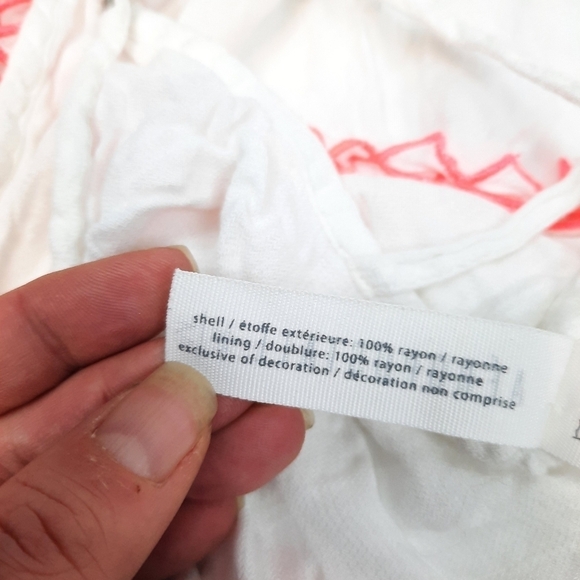 shell / étoffe extérieure: 100% rayon / rayonne
lining / doublure: 100% rayon / rayonne
exclusive of decoration / décoration non comprise